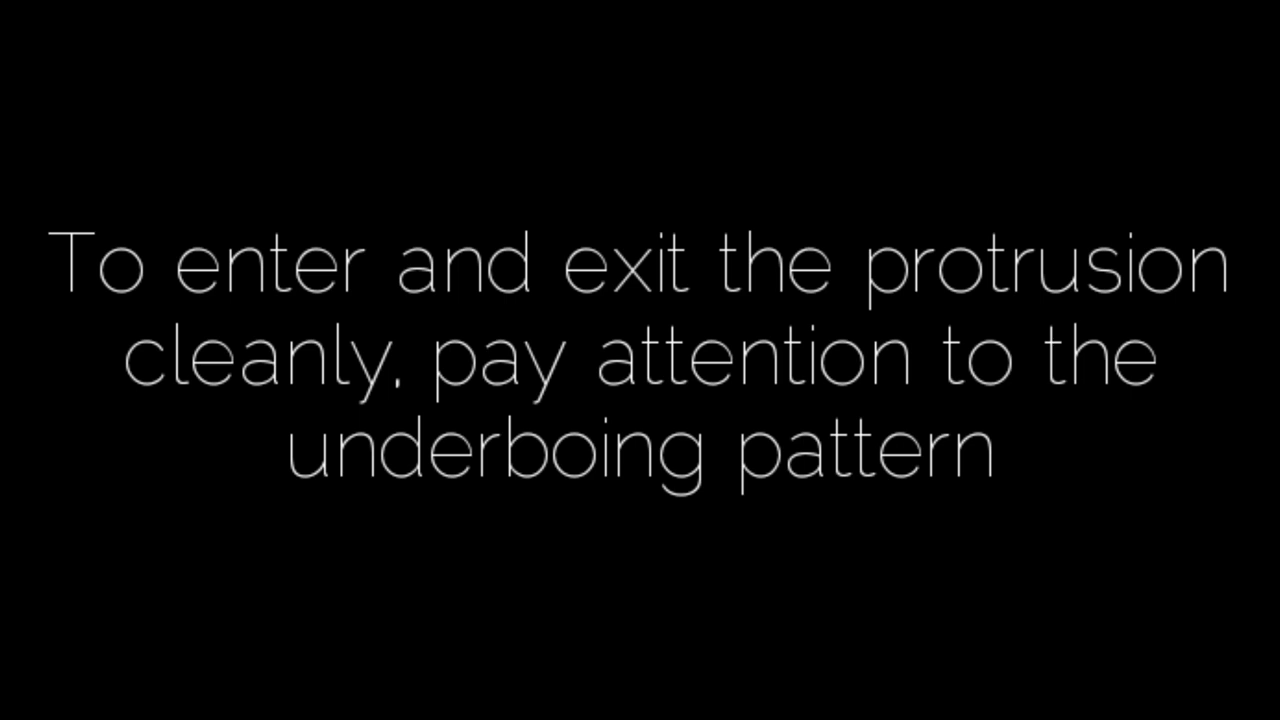 To enter and exit the protrusion
cleanly, pay attention to the
underboing pattern